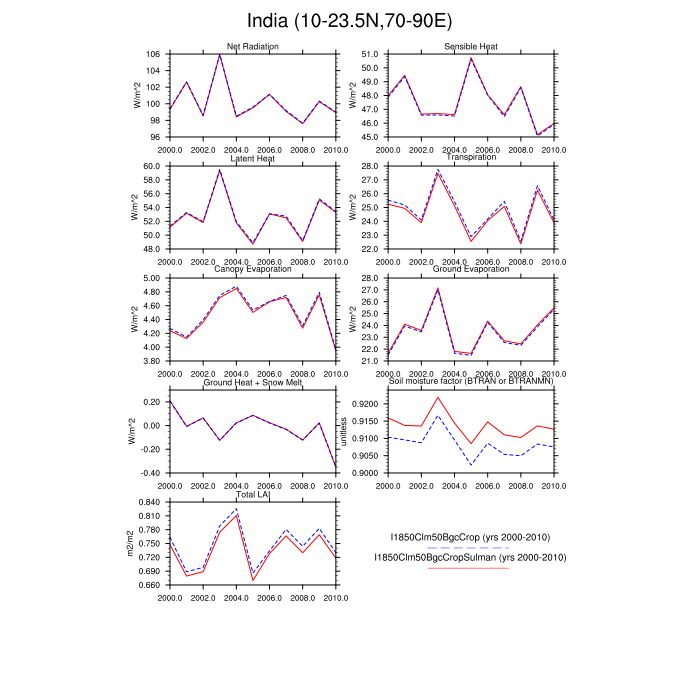 India (10-23.5N,70-90E)
Net Radiation
W/m^2
106
104
102
100
98
96
2000.0 2002.0 2004.0 2006.0 2008.0 2010.0
Sensible Heat
W/m^2
51.0
50.0
49.0
48.0
47.0
46.0
45.0
2000.0 2002.0 2004.0 2006.0 2008.0 2010.0
Latent Heat
W/m^2
60.0
58.0
56.0
54.0
52.0
50.0
48.0
2000.0 2002.0 2004.0 2006.0 2008.0 2010.0
Transpiration
W/m^2
28.0
27.0
26.0
25.0
24.0
23.0
22.0
2000.0 2002.0 2004.0 2006.0 2008.0 2010.0
Canopy Evaporation
W/m^2
5.00
4.80
4.60
4.40
4.20
4.00
3.80
2000.0 2002.0 2004.0 2006.0 2008.0 2010.0
Ground Evaporation
W/m^2
28.0
27.0
26.0
25.0
24.0
23.0
22.0
21.0
2000.0 2002.0 2004.0 2006.0 2008.0 2010.0
Ground Heat + Snow Melt
W/m^2
0.20
0.00
-0.20
-0.40
2000.0 2002.0 2004.0 2006.0 2008.0 2010.0
Soil moisture factor (BTRAN or BTRANMN)
unitless
0.9200
0.9150
0.9100
0.9050
0.9000
2000.0 2002.0 2004.0 2006.0 2008.0 2010.0
Total LAI
m2/m2
0.840
0.810
0.780
0.750
0.720
0.690
0.660
2000.0 2002.0 2004.0 2006.0 2008.0 2010.0
I1850Clm50BgcCrop (yrs 2000-2010)
I1850Clm50BgcCropSulman (yrs 2000-2010)